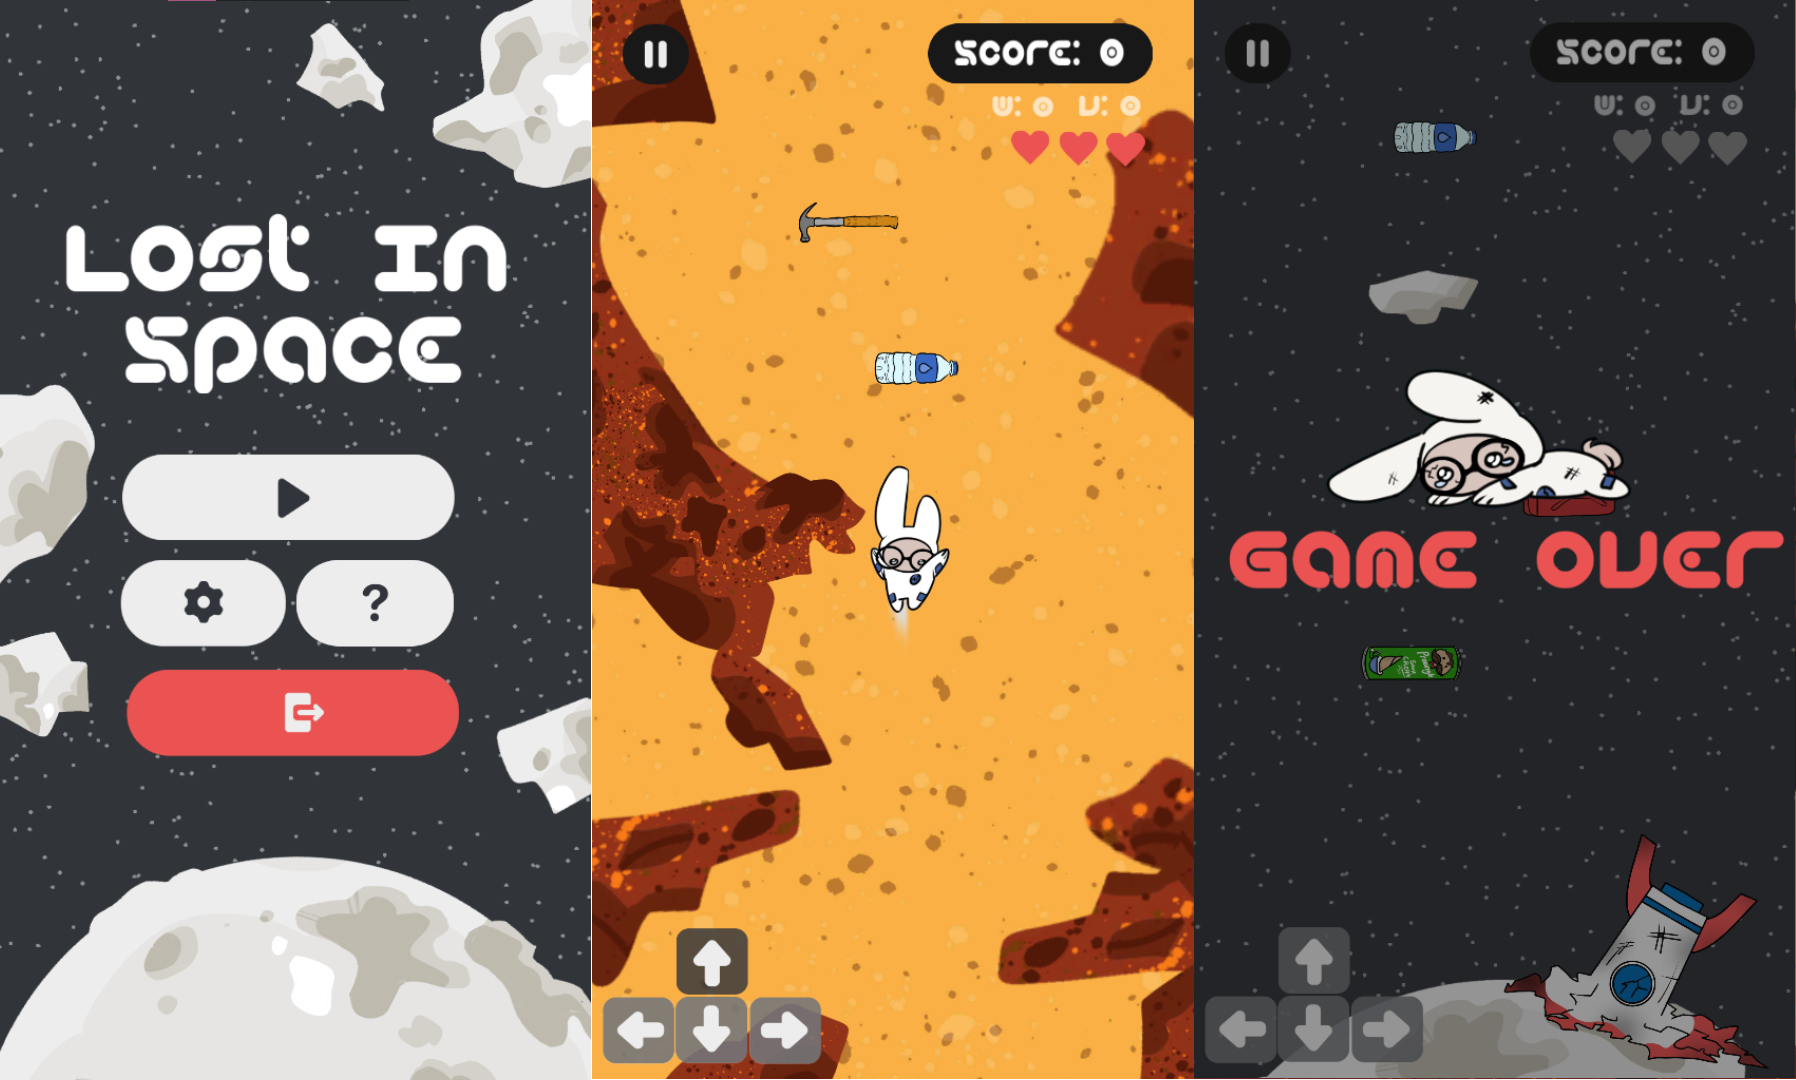 Lost In
Space
?
Score: 0
W: 0 L: 0
Score: 0
W: 0 L: 0
GAME OVER